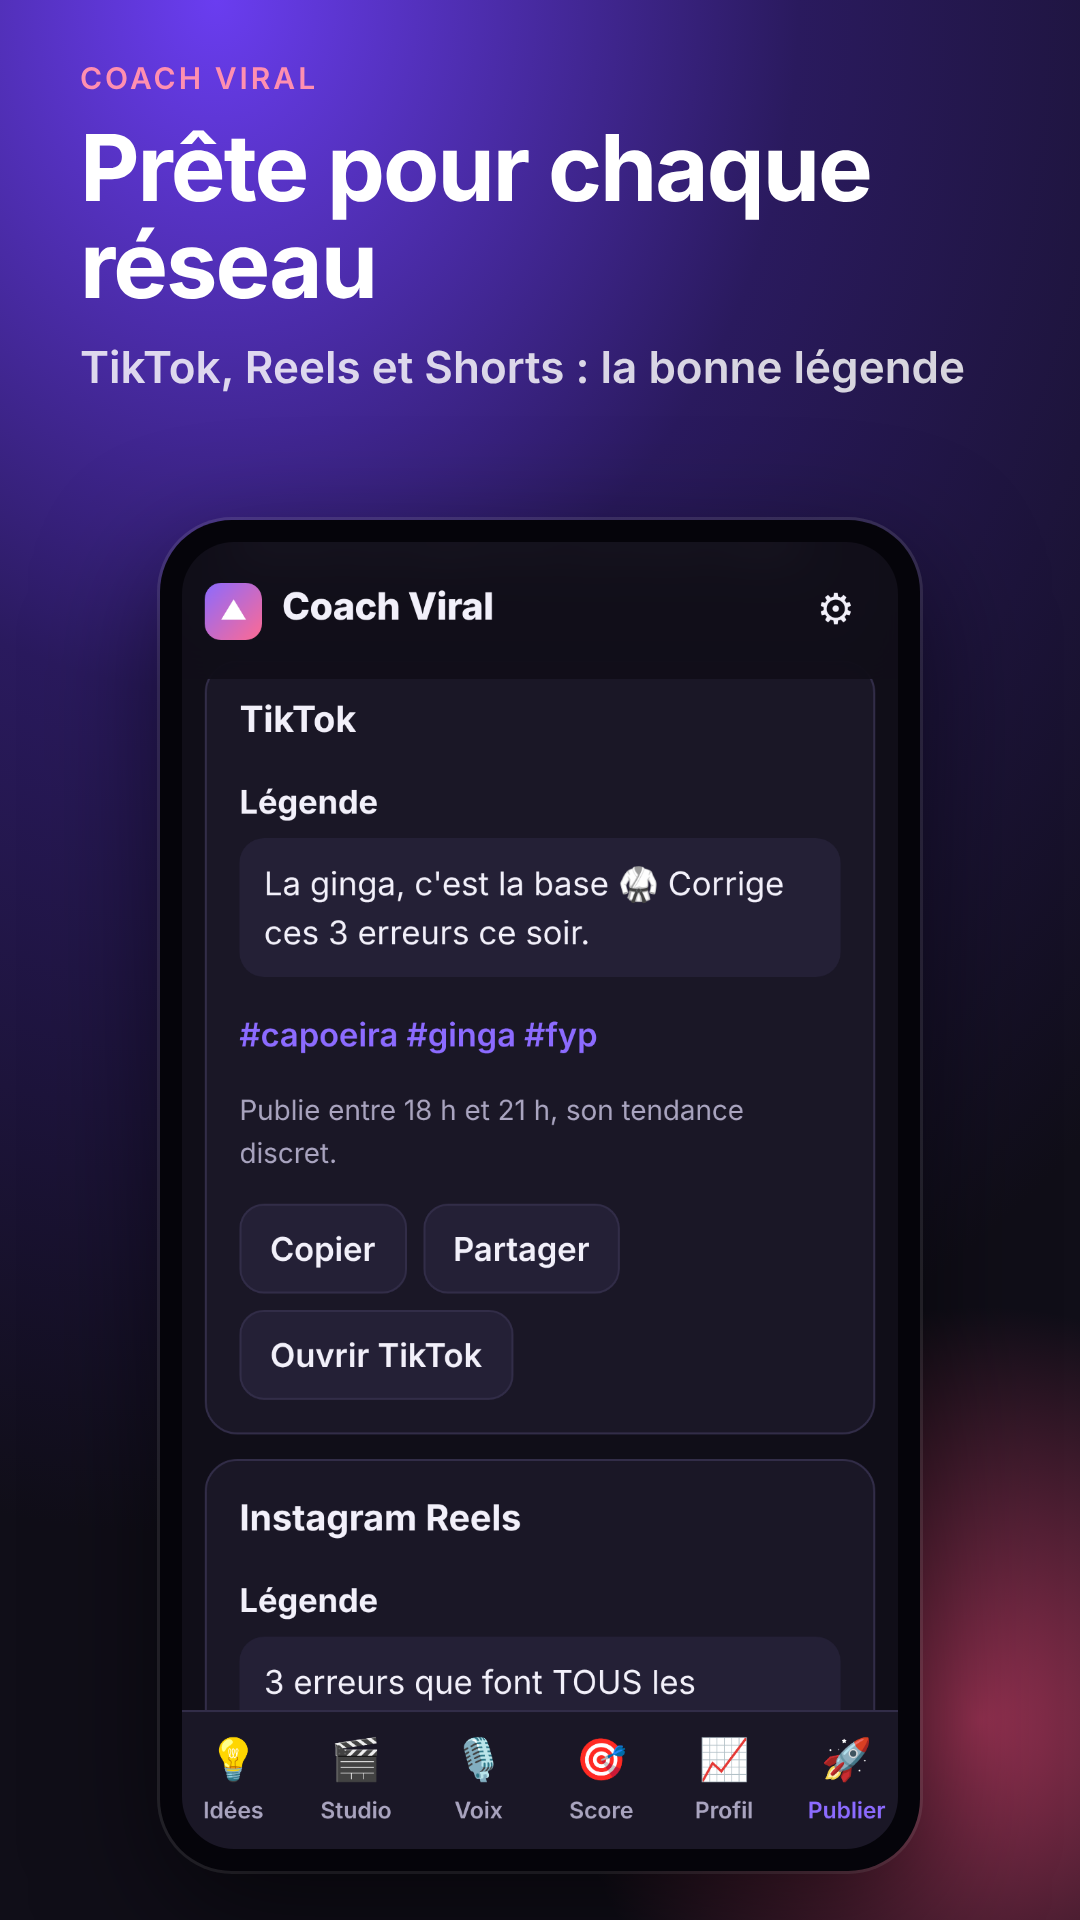 COACH VIRAL
Prête pour chaque
réseau
TikTok, Reels et Shorts : la bonne légende
Coach Viral
TikTok
Légende
La ginga, c'est la base 🥋 Corrige
ces 3 erreurs ce soir.
#capoeira #ginga #fyp
Publie entre 18 h et 21 h, son tendance
discret.
Copier
Partager
Ouvrir TikTok
Instagram Reels
Légende
3 erreurs que font TOUS les
Idées
Studio
Voix
Score
Profil
Publier